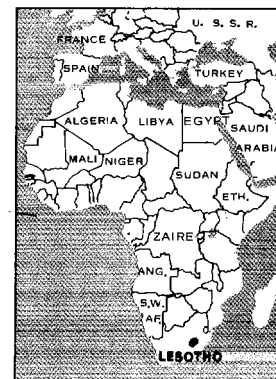 U. S. S. R.
FRANCE
SPAIN
TURKEY
ALGERIA
LIBYA
EGYPT
SAUDI
ARABIA
MALI
NIGER
SUDAN
ETH.
ZAIRE
ANG.
S.W.
AF.
LESOTHO